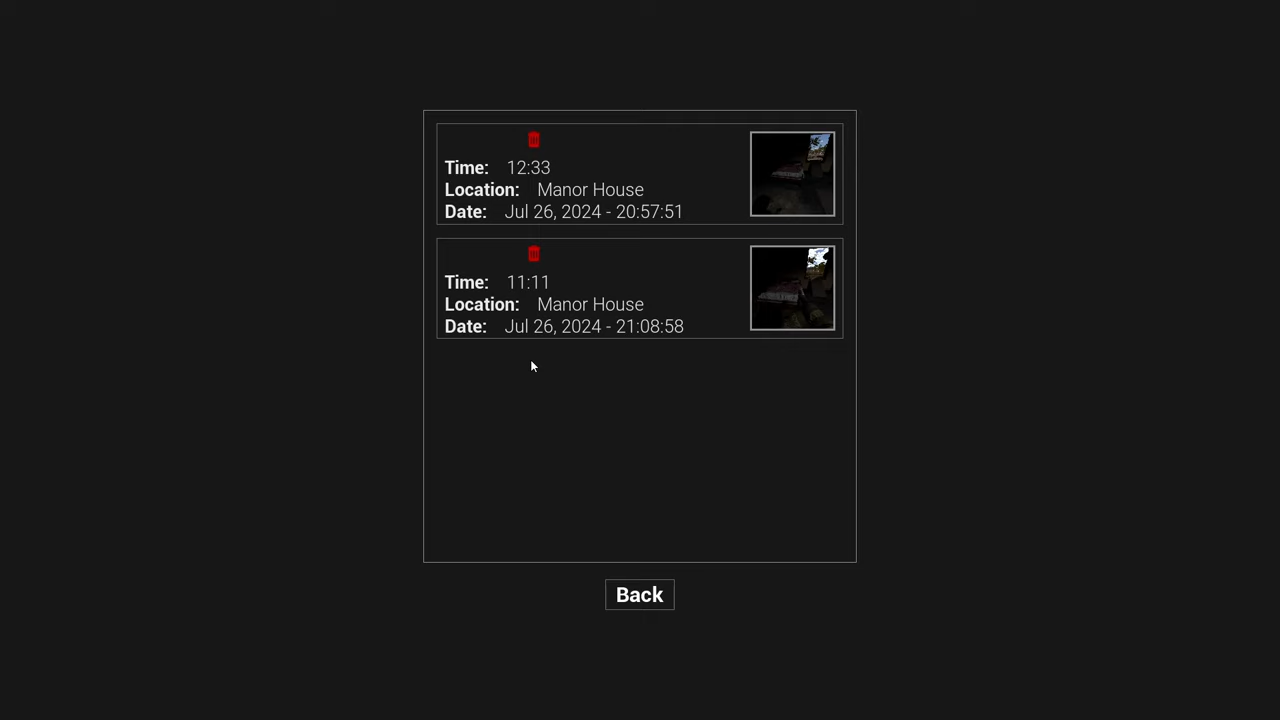 Time: 12:33
Location: Manor House
Date: Jul 26, 2024 - 20:57:51
Time: 11:11
Location: Manor House
Date: Jul 26, 2024 - 21:08:58
Back